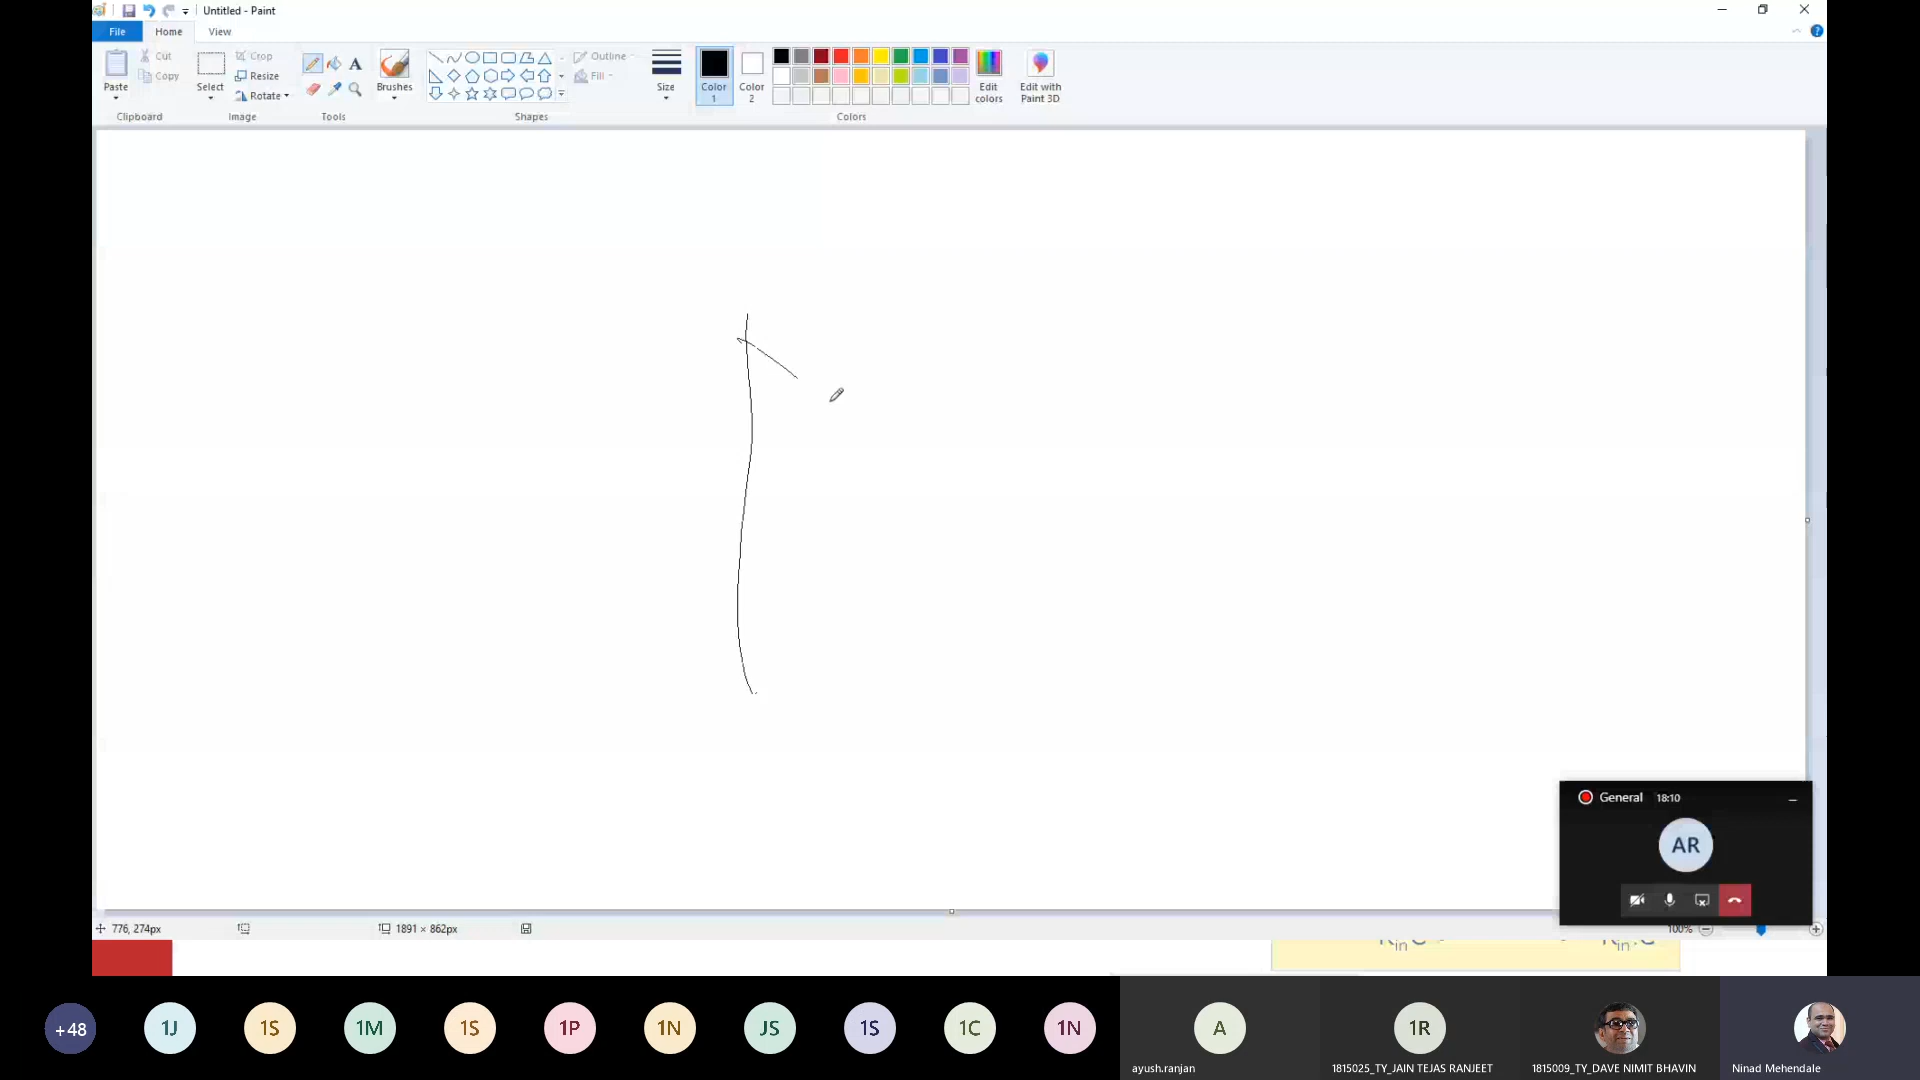 Untitled - Paint
File Home View
Paste
Cut
Copy
Clipboard
Select
Crop
Resize
Rotate
Image
A
Tools
Brushes
Shapes
Outline
Fill
Size
Color 1
Color 2
Edit colors
Edit with Paint 3D
Colors
General 18:10
AR
776, 274px
1891 × 862px
100%
in C
in
+48 1J 1S 1M 1S 1P 1N JS 1S 1C 1N A 1R
ayush.ranjan 1815025_TY_JAIN TEJAS RANJEET 1815009_TY_DAVE NIMIT BHAVIN Ninad Mehendale